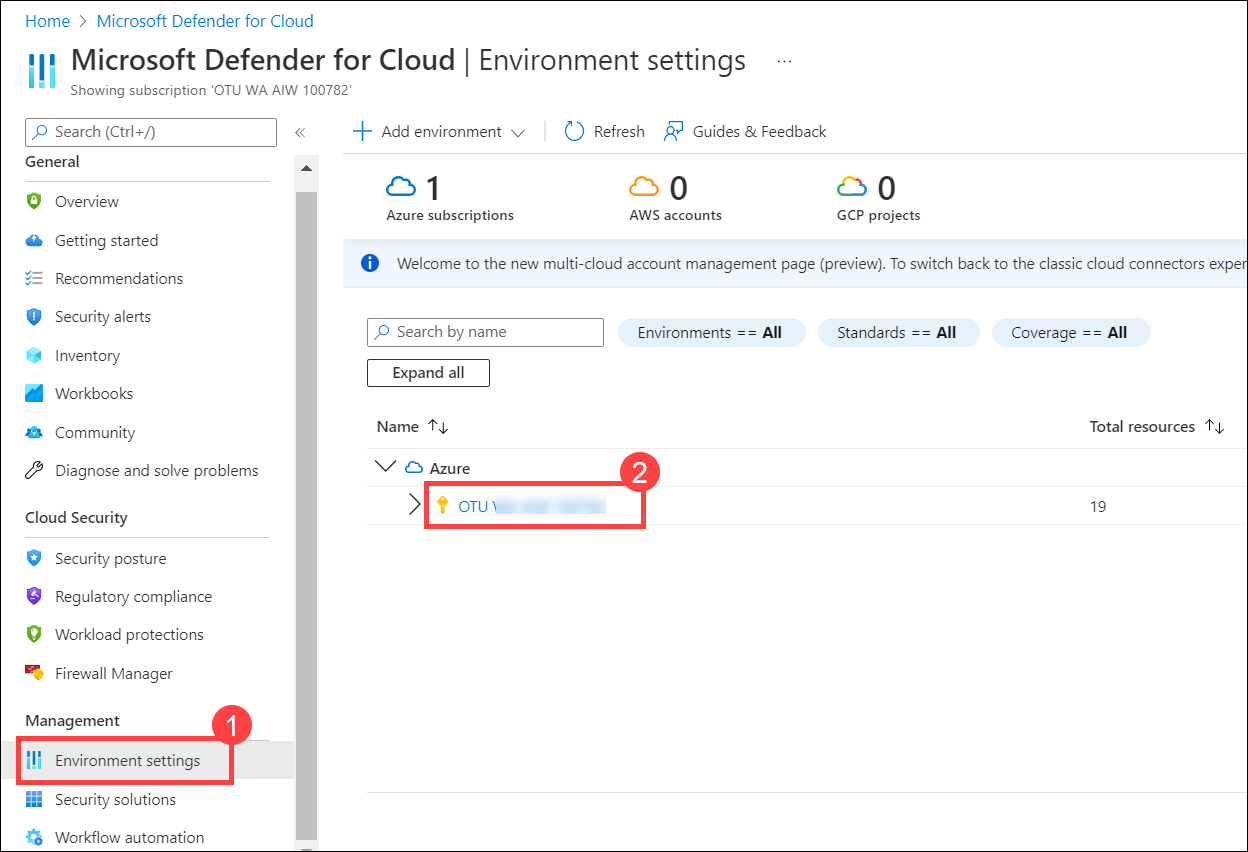 Home > Microsoft Defender for Cloud
Microsoft Defender for Cloud | Environment settings ...
Showing subscription 'OTU WA AIW 100782'
Search (Ctrl+/) «
General
Overview
Getting started
Recommendations
Security alerts
Inventory
Workbooks
Community
Diagnose and solve problems
Cloud Security
Security posture
Regulatory compliance
Workload protections
Firewall Manager
Management
1
Environment settings
Security solutions
Workflow automation
Add environment Refresh Guides & Feedback
1 0 0
Azure subscriptions AWS accounts GCP projects
Welcome to the new multi-cloud account management page (preview). To switch back to the classic cloud connectors exper
Search by name Environments == All Standards == All Coverage == All
Expand all
Name ↑↓ Total resources ↑↓
Azure
2
OTU 19